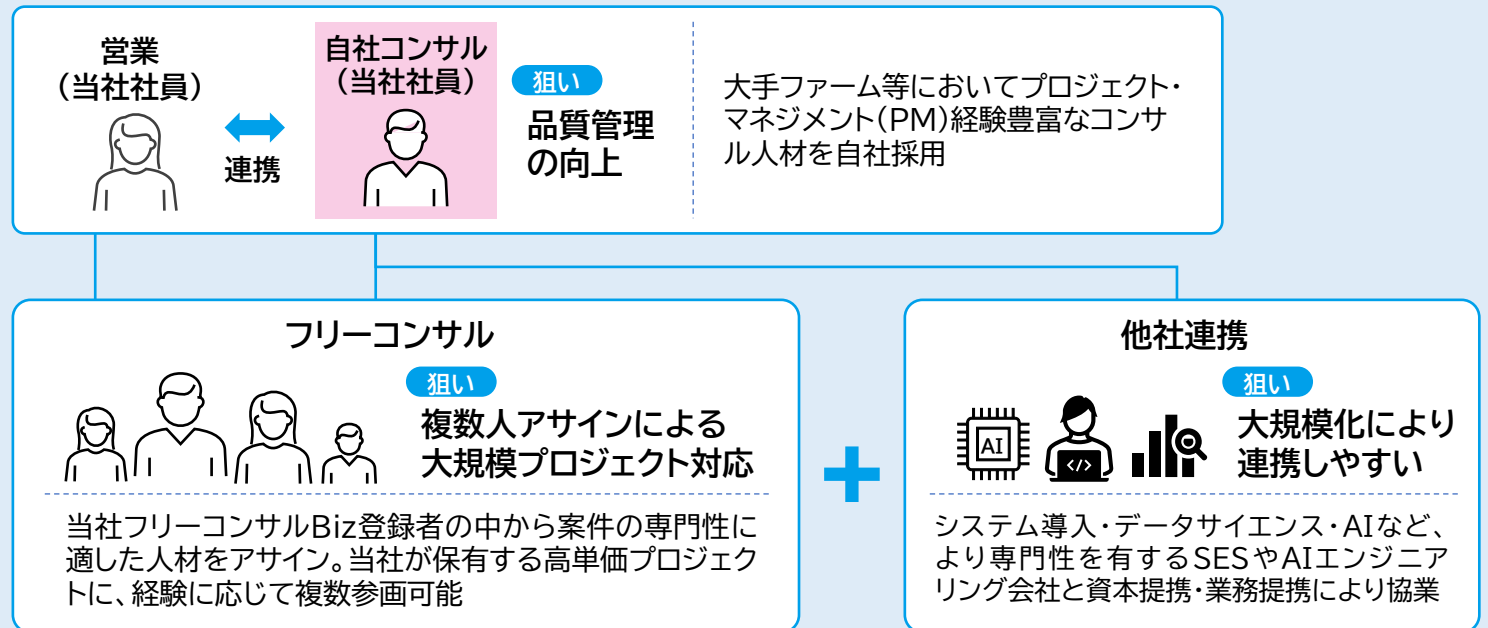 営業
(当社社員)
連携
自社コンサル
(当社社員)
狙い
品質管理
の向上
大手ファーム等においてプロジェクト・
マネジメント(PM)経験豊富なコンサ
ル人材を自社採用
フリーコンサル
狙い
複数人アサインによる
大規模プロジェクト対応
当社フリーコンサルBiz登録者の中から案件の専門性に
適した人材をアサイン。当社が保有する高単価プロジェク
トに、経験に応じて複数参画可能
他社連携
AI
</>
狙い
大規模化により
連携しやすい
システム導入・データサイエンス・AIなど、
より専門性を有するSESやAIエンジニア
リング会社と資本提携・業務提携により協業